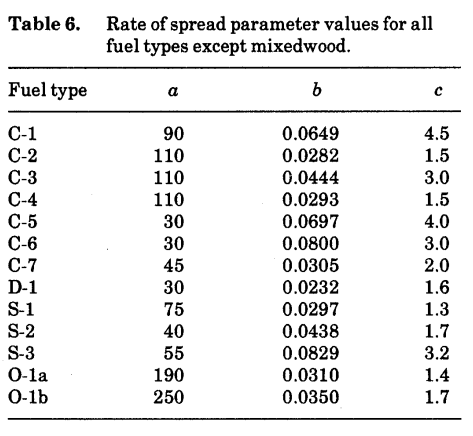 Table 6. Rate of spread parameter values for all
fuel types except mixedwood.
Fuel type a b c
C-1 90 0.0649 4.5
C-2 110 0.0282 1.5
C-3 110 0.0444 3.0
C-4 110 0.0293 1.5
C-5 30 0.0697 4.0
C-6 30 0.0800 3.0
C-7 45 0.0305 2.0
D-1 30 0.0232 1.6
S-1 75 0.0297 1.3
S-2 40 0.0438 1.7
S-3 55 0.0829 3.2
O-1a 190 0.0310 1.4
O-1b 250 0.0350 1.7